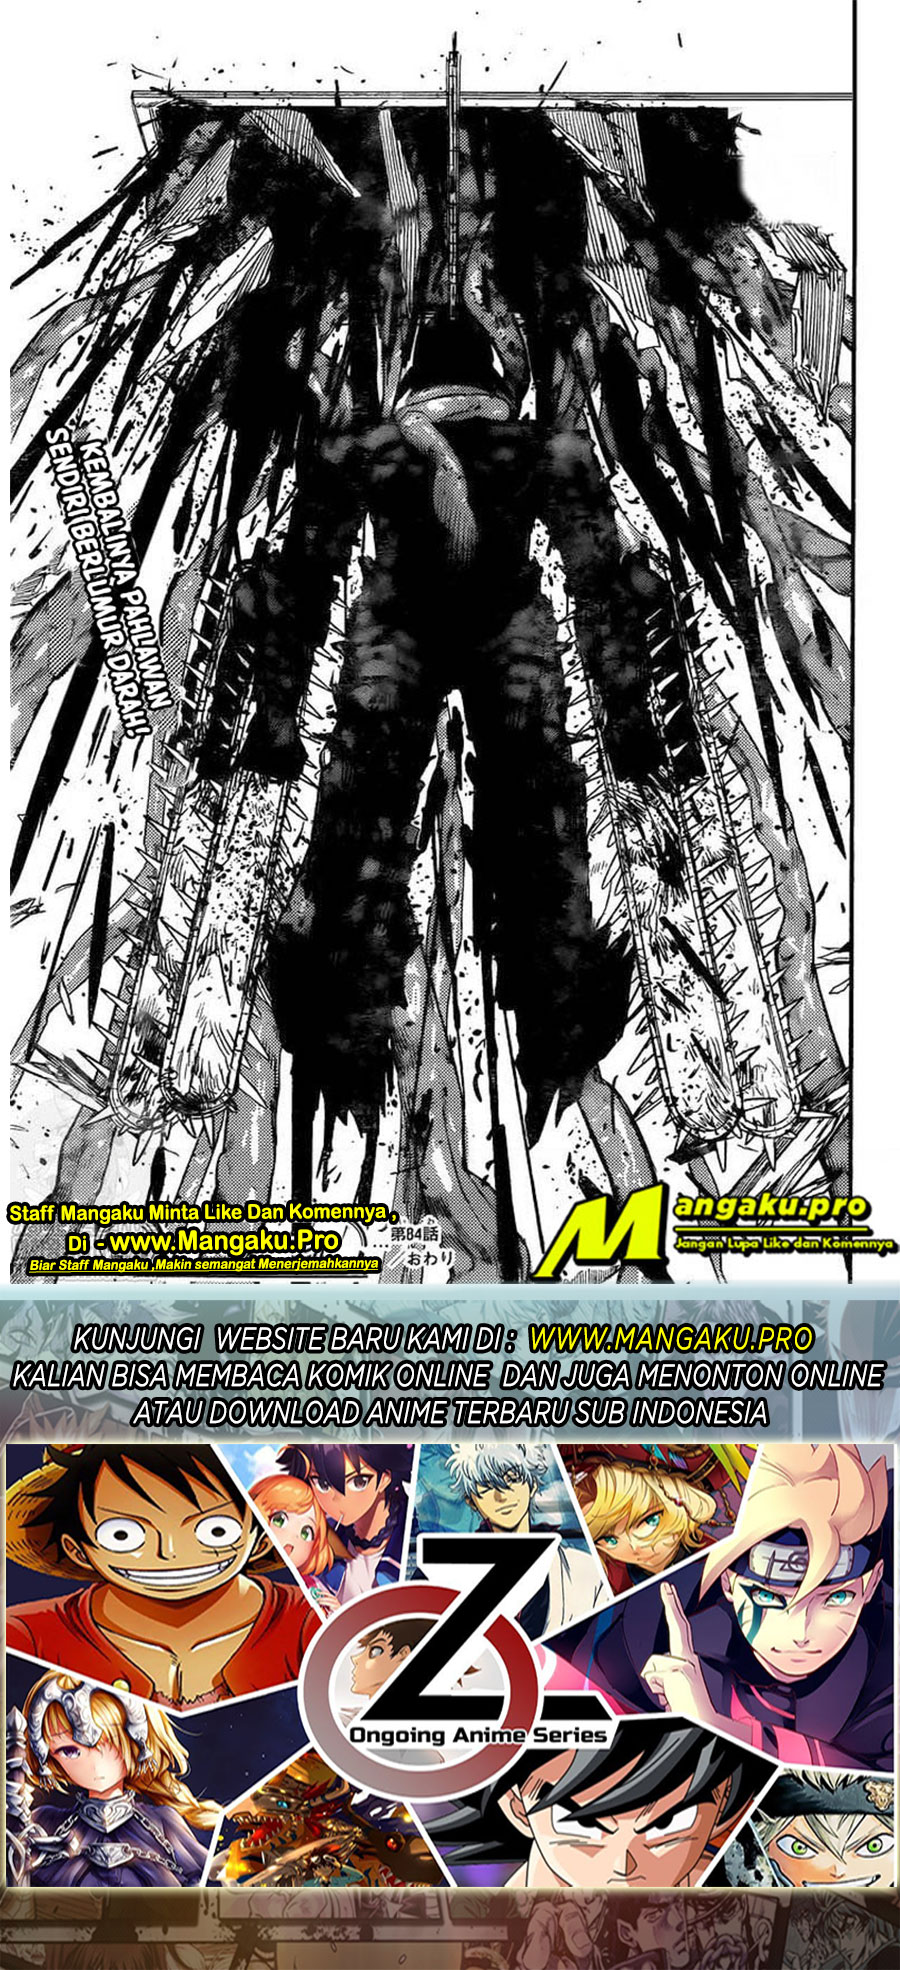 KEMBALINYA PAHLAWAN
SENDIRI BERLUMUR DARAH!
Staff Mangaku Minta Like Dan Komennya ,
Di - www.Mangaku.Pro
Biar Staff Mangaku ,Makin semangat Menerjemahkannya
第84話
おわり
Mangaku.pro
Jangan Lupa Like dan Komennya
KUNJUNGI WEBSITE BARU KAMI DI : WWW.MANGAKU.PRO
KALIAN BISA MEMBACA KOMIK ONLINE DAN JUGA MENONTON ONLINE
ATAU DOWNLOAD ANIME TERBARU SUB INDONESIA
Z
Ongoing Anime Series